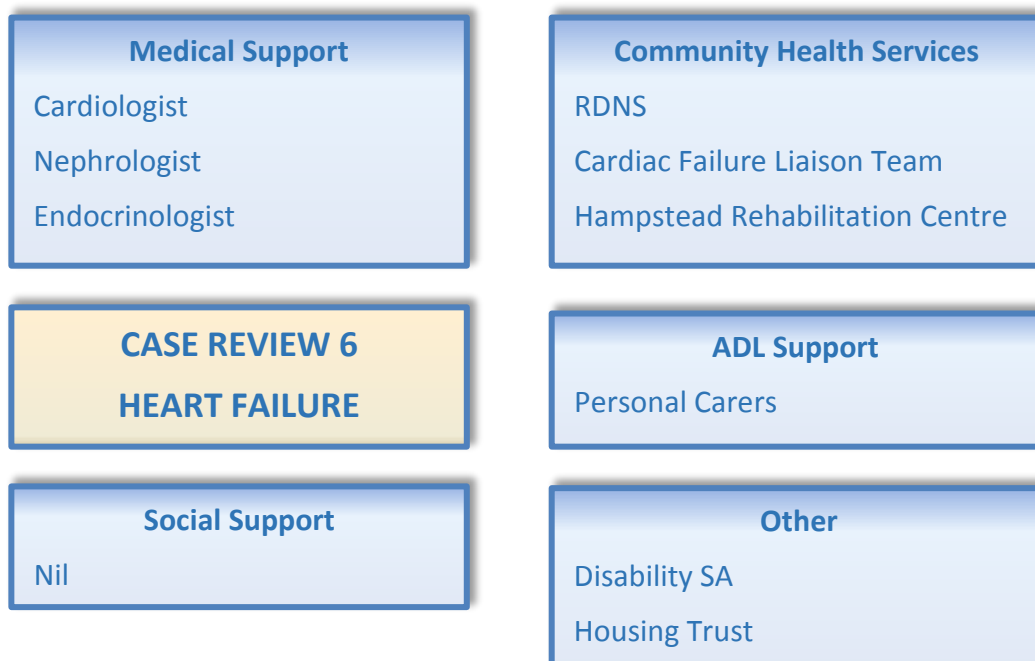 Medical Support
Cardiologist
Nephrologist
Endocrinologist
Community Health Services
RDNS
Cardiac Failure Liaison Team
Hampstead Rehabilitation Centre
CASE REVIEW 6
HEART FAILURE
ADL Support
Personal Carers
Social Support
Nil
Other
Disability SA
Housing Trust